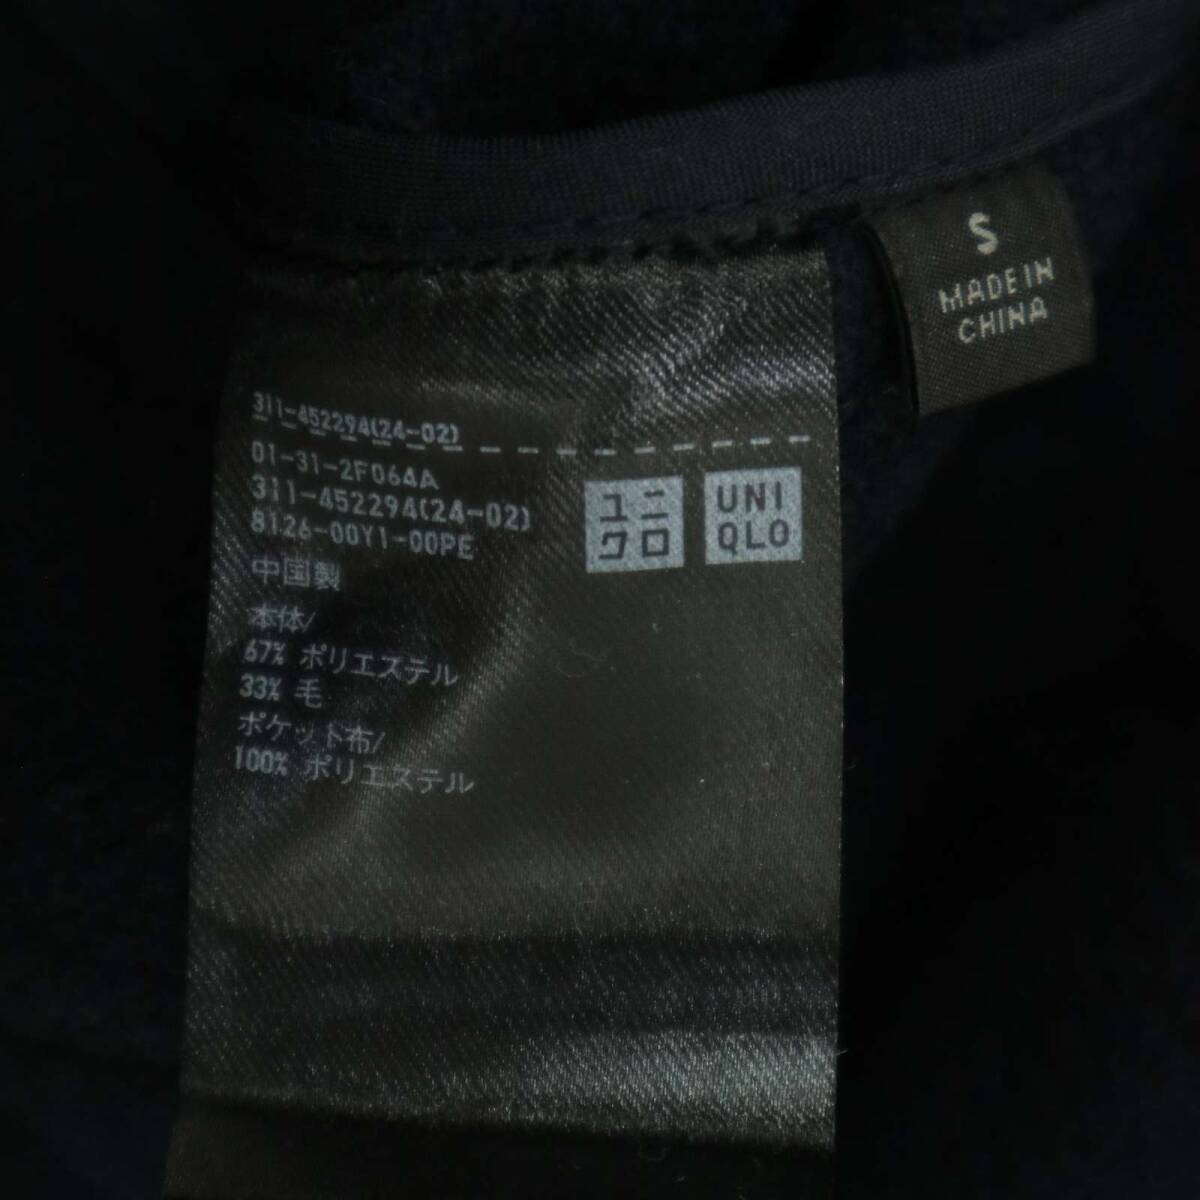 S
MADE IN
CHINA
311-452294(24-02)
01-31-2F064A
311-452294(24-02)
8126-00Y1-00PE
中国製
本体/
67% ポリエステル
33% 毛
ポケット布/
100% ポリエステル
ユニ
クロ
UNI
QLO